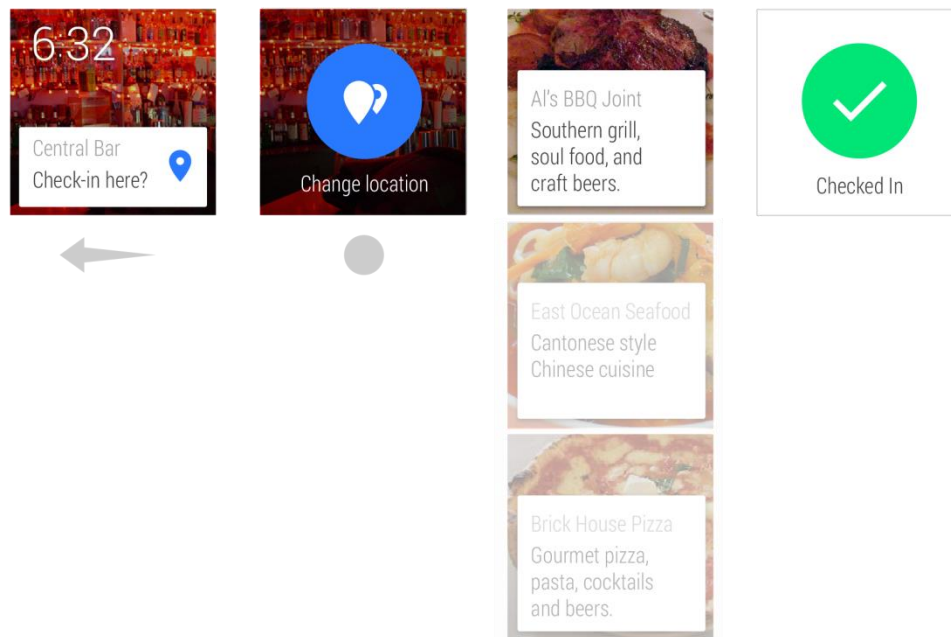 6:32
Central Bar
Check-in here?
Change location
Al's BBQ Joint
Southern grill,
soul food, and
craft beers.
Checked In
East Ocean Seafood
Cantonese style
Chinese cuisine
Brick House Pizza
Gourmet pizza,
pasta, cocktails
and beers.